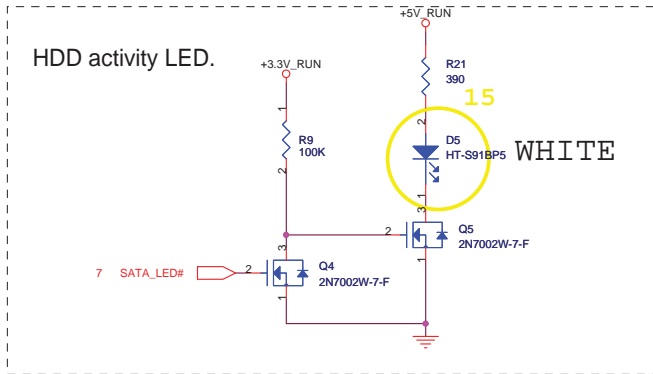 +5V_RUN
HDD activity LED.
+3.3V_RUN
R21
390
15
1
2
R9
100K
D5
HT-S91BP5
WHITE
2
1
3
Q5
2N7002W-7-F
2
3
Q4
2N7002W-7-F
1
7 SATA_LED#
2
1